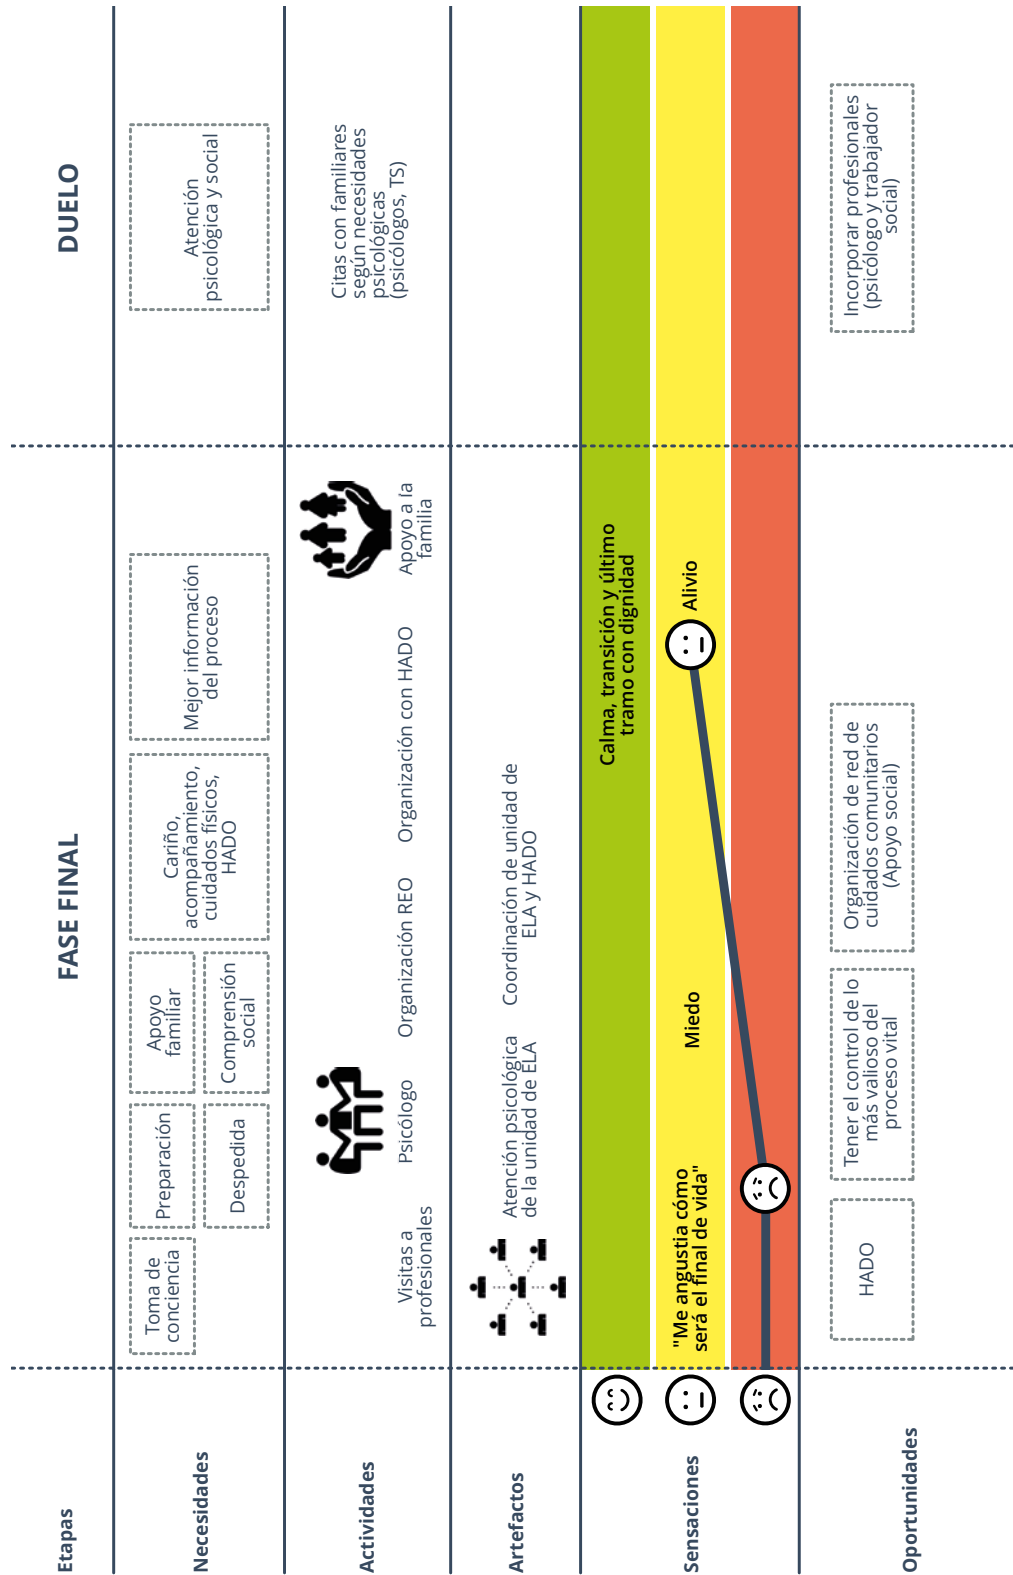 Etapas
FASE FINAL
DUELO
Necesidades
Toma de
conciencia
Preparación
Despedida
Apoyo
familiar
Comprensión
social
Cariño,
acompañamiento,
cuidados físicos,
HADO
Mejor información
del proceso
Atención
psicológica y social
Actividades
Visitas a
profesionales
Psicólogo
Organización REO
Organización con HADO
Apoyo a la
familia
Citas con familiares
según necesidades
psicológicas
(psicólogos, TS)
Artefactos
Atención psicológica
de la unidad de ELA
Coordinación de unidad de
ELA y HADO
Sensaciones
Calma, transición y último
tramo con dignidad
"Me angustia cómo
será el final de vida"
Miedo
Alivio
Oportunidades
HADO
Tener el control de lo
más valioso del
proceso vital
Organización de red de
cuidados comunitarios
(Apoyo social)
Incorporar profesionales
(psicólogo y trabajador
social)